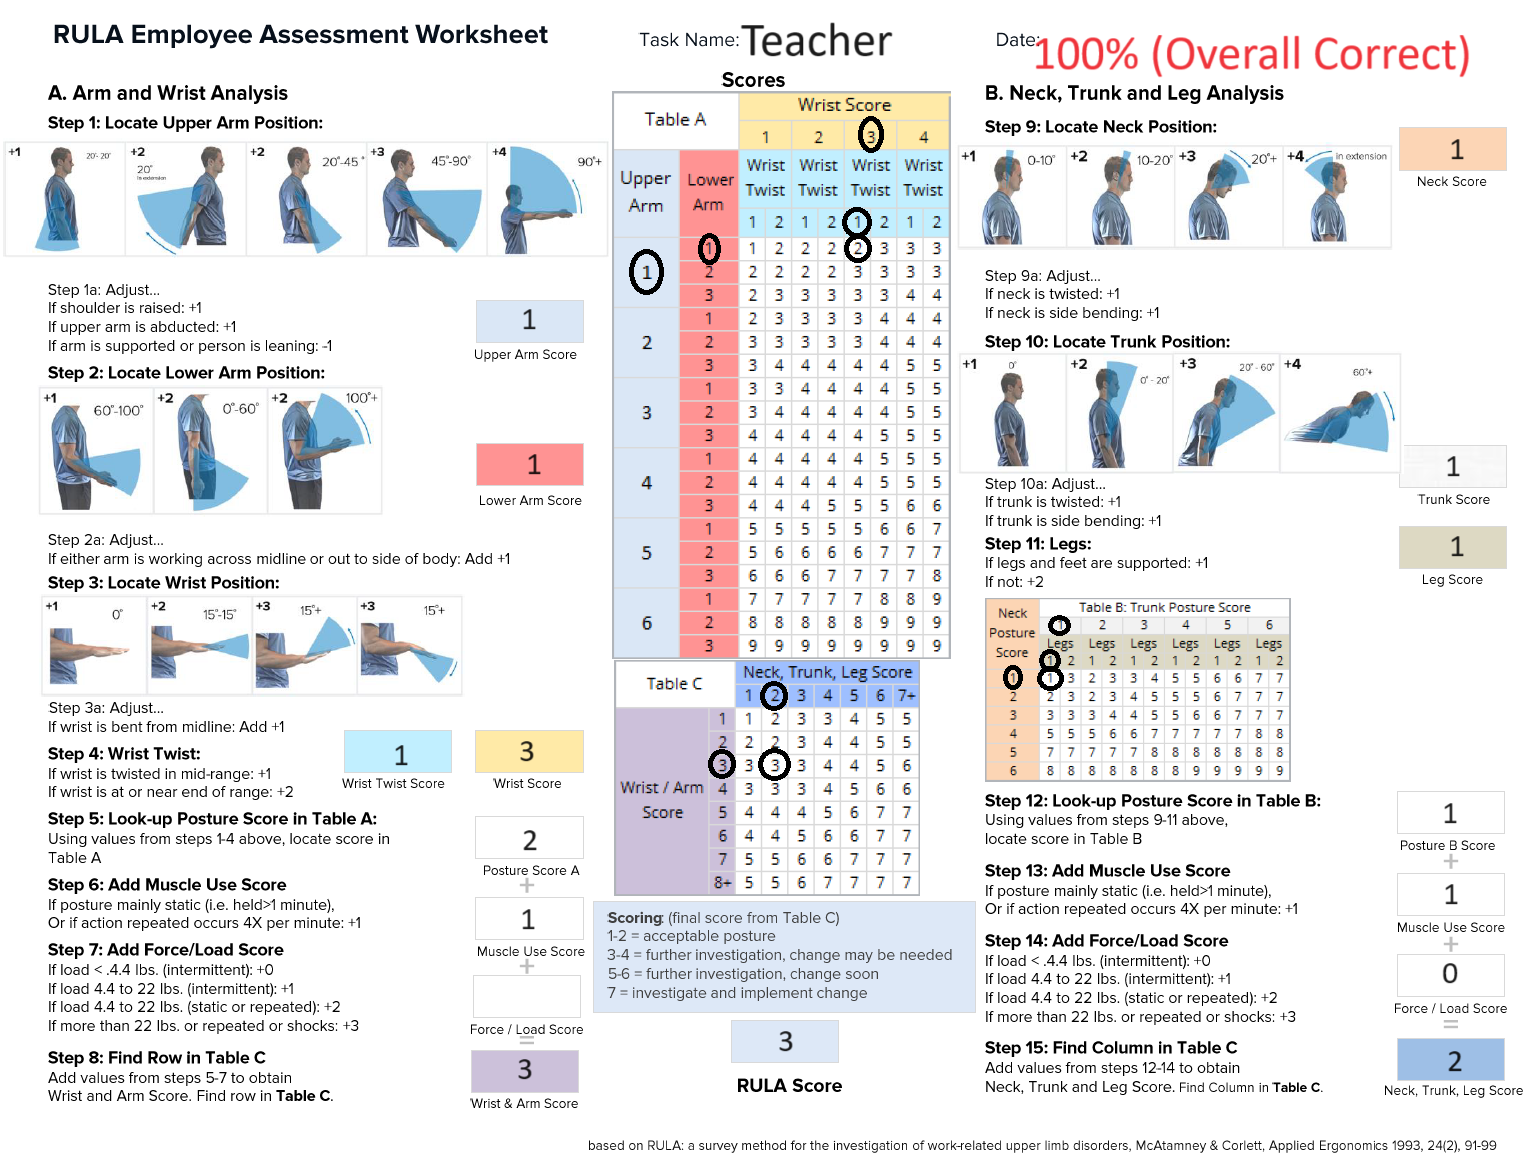 RULA Employee Assessment Worksheet
Task Name: Teacher
Date:
100% (Overall Correct)
A. Arm and Wrist Analysis
Step 1: Locate Upper Arm Position:
+1 20˚- 20˚
+2 20˚ in extension
+2 20˚-45˚
+3 45˚-90˚
+4 90˚+
Step 1a: Adjust...
If shoulder is raised: +1
If upper arm is abducted: +1
If arm is supported or person is leaning: -1
1
Upper Arm Score
Step 2: Locate Lower Arm Position:
+1 60˚-100˚
+2 0˚-60˚
+2 100˚+
1
Lower Arm Score
Step 2a: Adjust...
If either arm is working across midline or out to side of body: Add +1
Step 3: Locate Wrist Position:
+1 0˚
+2 15˚-15˚
+3 15˚+
+3 15˚+
Step 3a: Adjust...
If wrist is bent from midline: Add +1
Step 4: Wrist Twist:
If wrist is twisted in mid-range: +1
If wrist is at or near end of range: +2
1
Wrist Twist Score
3
Wrist Score
Step 5: Look-up Posture Score in Table A:
Using values from steps 1-4 above, locate score in
Table A
2
Posture Score A
+
Step 6: Add Muscle Use Score
If posture mainly static (i.e. held>1 minute),
Or if action repeated occurs 4X per minute: +1
1
Muscle Use Score
+
Step 7: Add Force/Load Score
If load < .4.4 lbs. (intermittent): +0
If load 4.4 to 22 lbs. (intermittent): +1
If load 4.4 to 22 lbs. (static or repeated): +2
If more than 22 lbs. or repeated or shocks: +3
Force / Load Score
=
Step 8: Find Row in Table C
Add values from steps 5-7 to obtain
Wrist and Arm Score. Find row in Table C.
3
Wrist & Arm Score
Scores
Table A
Wrist Score
1 2 3 4
Upper Arm
Lower Arm
Wrist Twist Wrist Twist Wrist Twist Wrist Twist
1 2 1 2 1 2 1 2
1 1 1 2 2 2 2 3 3 3
2 2 2 2 2 3 3 3 3
3 2 3 3 3 3 3 4 4
2 1 2 3 3 3 3 4 4 4
2 3 3 3 3 3 4 4 4
3 3 4 4 4 4 4 5 5
3 1 3 3 4 4 4 4 5 5
2 3 4 4 4 4 4 5 5
3 4 4 4 4 4 5 5 5
4 1 4 4 4 4 4 5 5 5
2 4 4 4 4 4 5 5 5
3 4 4 4 5 5 5 6 6
5 1 5 5 5 5 5 6 6 7
2 5 6 6 6 6 7 7 7
3 6 6 6 7 7 7 7 8
6 1 7 7 7 7 7 8 8 9
2 8 8 8 8 8 9 9 9
3 9 9 9 9 9 9 9 9
Table C
Neck, Trunk, Leg Score
1 2 3 4 5 6 7+
Wrist / Arm Score
1 1 2 3 3 4 5 5
2 2 2 3 4 4 5 5
3 3 3 3 4 4 5 6
4 3 3 3 4 5 6 6
5 4 4 4 5 6 7 7
6 4 4 5 6 6 7 7
7 5 5 6 6 7 7 7
8+ 5 5 6 7 7 7 7
Scoring: (final score from Table C)
1-2 = acceptable posture
3-4 = further investigation, change may be needed
5-6 = further investigation, change soon
7 = investigate and implement change
3
RULA Score
B. Neck, Trunk and Leg Analysis
Step 9: Locate Neck Position:
+1 0-10˚
+2 10-20˚
+3 20˚+
+4 in extension
1
Neck Score
Step 9a: Adjust...
If neck is twisted: +1
If neck is side bending: +1
Step 10: Locate Trunk Position:
+1 0˚
+2 0˚ - 20˚
+3 20˚ - 60˚
+4 60˚+
1
Trunk Score
Step 10a: Adjust...
If trunk is twisted: +1
If trunk is side bending: +1
Step 11: Legs:
If legs and feet are supported: +1
If not: +2
1
Leg Score
Neck Posture Score
Table B: Trunk Posture Score
1 2 3 4 5 6
Legs Legs Legs Legs Legs Legs
1 2 1 2 1 2 1 2 1 2 1 2
1 1 3 2 3 3 4 5 5 6 6 7 7
2 2 3 2 3 4 5 5 5 6 7 7 7
3 3 3 3 4 4 5 5 6 6 7 7 7
4 5 5 5 6 6 7 7 7 7 7 8 8
5 7 7 7 7 7 8 8 8 8 8 8 8
6 8 8 8 8 8 8 8 9 9 9 9 9
Step 12: Look-up Posture Score in Table B:
Using values from steps 9-11 above,
locate score in Table B
1
Posture B Score
+
Step 13: Add Muscle Use Score
If posture mainly static (i.e. held>1 minute),
Or if action repeated occurs 4X per minute: +1
1
Muscle Use Score
+
Step 14: Add Force/Load Score
If load < .4.4 lbs. (intermittent): +0
If load 4.4 to 22 lbs. (intermittent): +1
If load 4.4 to 22 lbs. (static or repeated): +2
If more than 22 lbs. or repeated or shocks: +3
0
Force / Load Score
=
Step 15: Find Column in Table C
Add values from steps 12-14 to obtain
Neck, Trunk and Leg Score. Find Column in Table C.
2
Neck, Trunk, Leg Score
based on RULA: a survey method for the investigation of work-related upper limb disorders, McAtamney & Corlett, Applied Ergonomics 1993, 24(2), 91-99